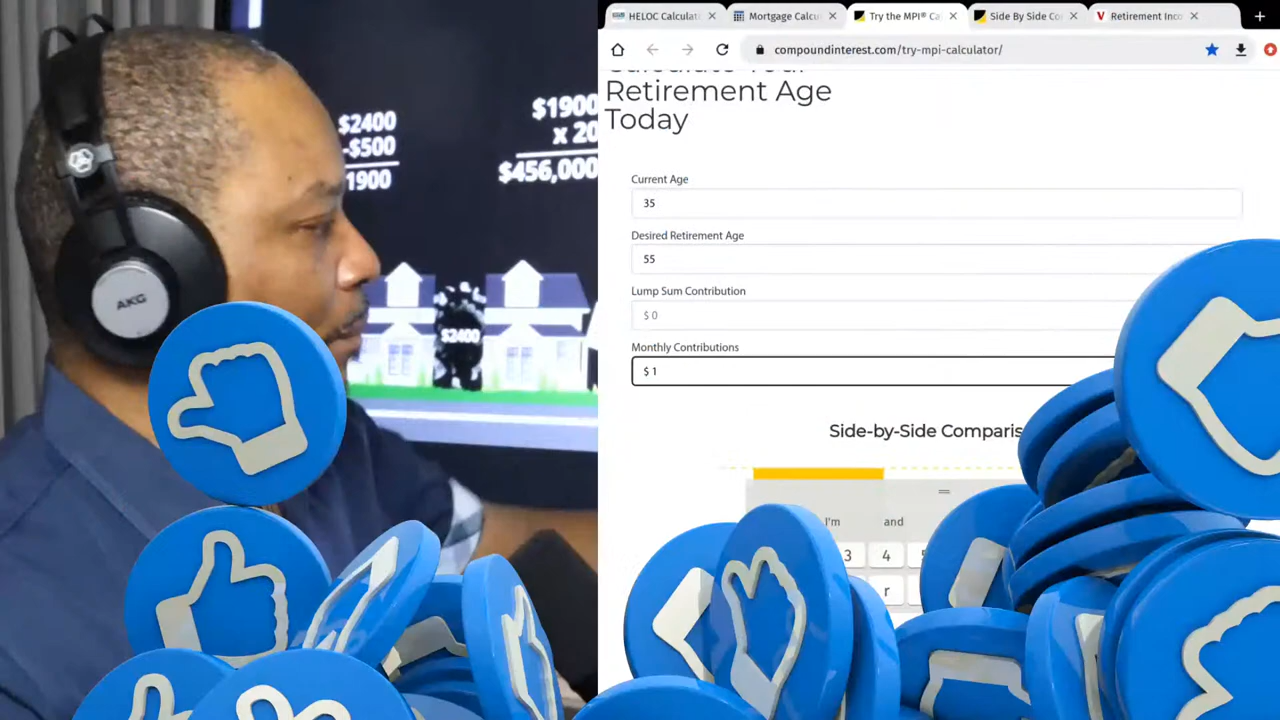 HELOC Calculat
Mortgage Calcu
Try the MPI® Ca
Side By Side Co
Retirement Inco
compoundinterest.com/try-mpi-calculator/
Calculate Your
Retirement Age
Today
Current Age
35
Desired Retirement Age
55
Lump Sum Contribution
$ 0
Monthly Contributions
$ 1
Side-by-Side Comparis
I'm
and
3
4
r
$2400
-$500
1900
$1900
x 20
$456,000
$2400
AKG